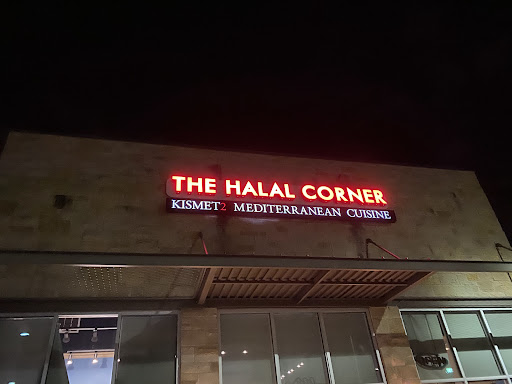 THE HALAL CORNER
KISMET2 MEDITERRANEAN CUISINE